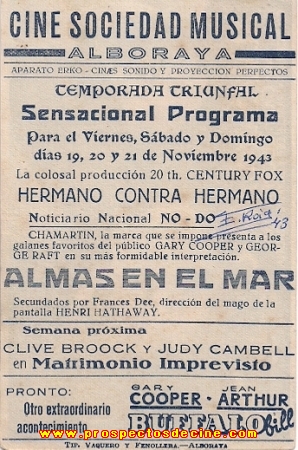 CINE SOCIEDAD MUSICAL
ALBORAYA
APARATO ERKO - CINAES SONIDO Y PROYECCION PERFECTOS
TEMPORADA TRIUNFAL
Sensacional Programa
Para el Viernes, Sábado y Domingo
días 19, 20 y 21 de Noviembre 1943
La colosal producción 20 th. CENTURY FOX
HERMANO CONTRA HERMANO
Noticiario Nacional NO-DO
43
CHAMARTIN, la marca que se impone presenta a los
galanes favoritos del público GARY COOPER y GEOR-
GE RAFT en su más formidable interpretación.
ALMAS EN EL MAR
Secundados por Frances Dee, dirección del mago de la
pantalla HENRI HATHAWAY.
Semana próxima
CLIVE BROOCK Y JUDY CAMBELL
en Matrimonio Imprevisto
PRONTO:
Otro extraordinario
acontecimiento
GARY JEAN
COOPER - ARTHUR
BUFFALO Bill
www.prospectosdecine.com
TIP. VAQUERO Y FENOLLERA.-ALBORAYA